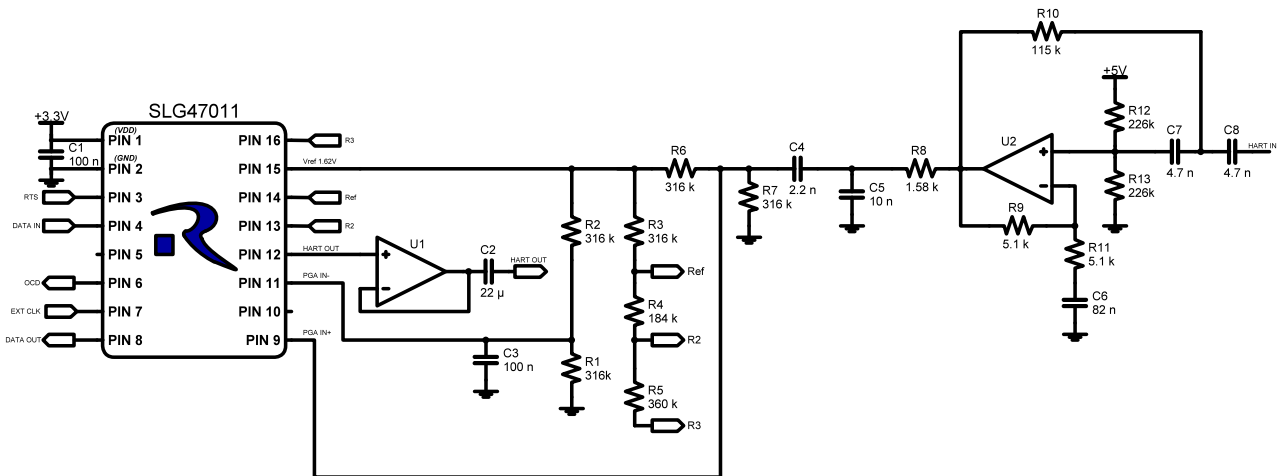 SLG47011
+3.3V
C1
100 n
(VDD)
PIN 1
(GND)
PIN 2
RTS
PIN 3
DATA IN
PIN 4
PIN 5
OCD
PIN 6
EXT CLK
PIN 7
DATA OUT
PIN 8
PIN 16
R3
PIN 15
Vref 1.62V
PIN 14
Ref
PIN 13
R2
PIN 12
HART OUT
PIN 11
PGA IN-
PIN 10
PIN 9
PGA IN+
R
U1
+
-
C2
22 µ
HART OUT
C3
100 n
R2
316 k
R1
316k
R3
316 k
Ref
R4
184 k
R2
R5
360 k
R3
R6
316 k
R7
316 k
C4
2.2 n
C5
10 n
R8
1.58 k
R10
115 k
U2
+
-
R9
5.1 k
R11
5.1 k
C6
82 n
+5V
R12
226k
R13
226k
C7
4.7 n
C8
4.7 n
HART IN